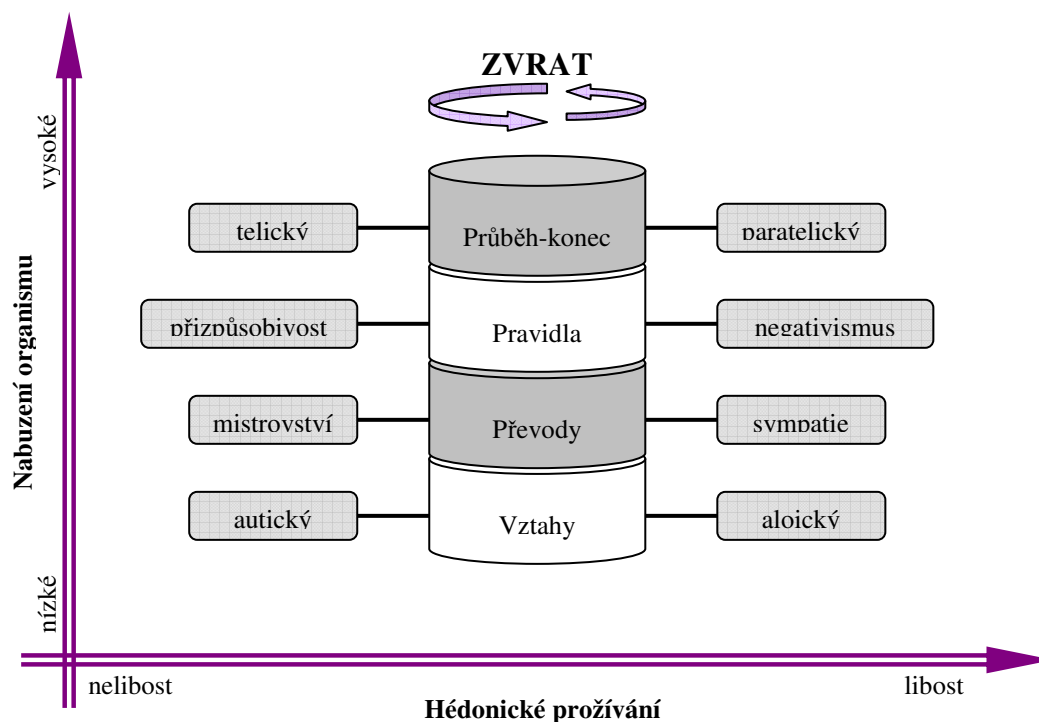 ZVRAT
vysoké
Nabuzení organismu
nízké
telický
Průběh-konec
paratelický
přizpůsobivost
Pravidla
negativismus
mistrovství
Převody
sympatie
autický
Vztahy
aloický
nelibost
libost
Hédonické prožívání